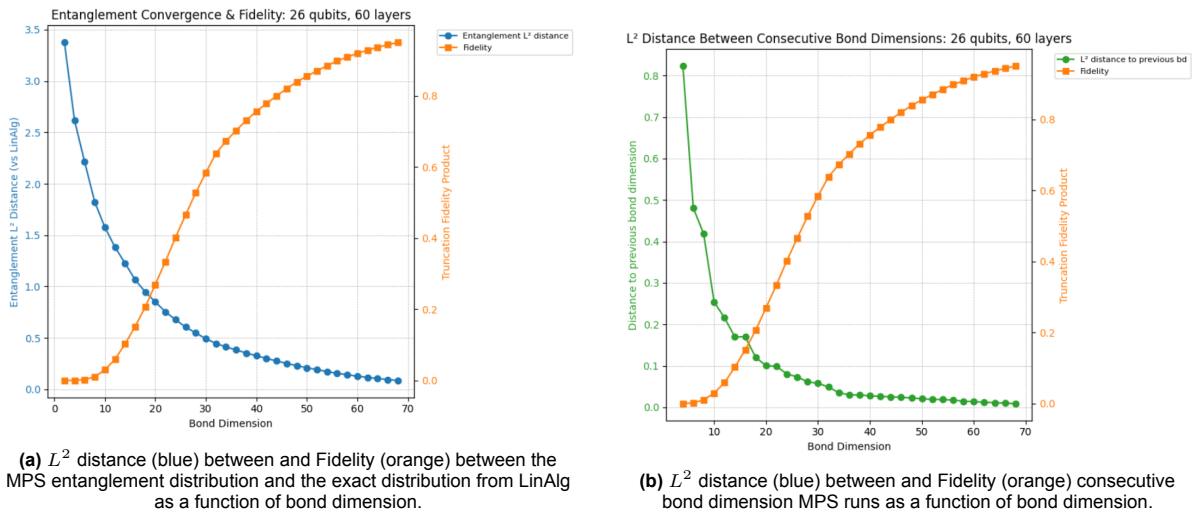 Entanglement Convergence & Fidelity: 26 qubits, 60 layers
Entanglement L² distance
Fidelity
3.5
3.0
2.5
2.0
1.5
1.0
0.5
0.0
Entanglement L² Distance (vs LinAlg)
0.8
0.6
0.4
0.2
0.0
Truncation Fidelity Product
0 10 20 30 40 50 60 70
Bond Dimension
(a) L² distance (blue) between and Fidelity (orange) between the
MPS entanglement distribution and the exact distribution from LinAlg
as a function of bond dimension.
L² Distance Between Consecutive Bond Dimensions: 26 qubits, 60 layers
L² distance to previous bd
Fidelity
0.8
0.7
0.6
0.5
0.4
0.3
0.2
0.1
0.0
Distance to previous bond dimension
0.8
0.6
0.4
0.2
0.0
Truncation Fidelity Product
10 20 30 40 50 60 70
Bond Dimension
(b) L² distance (blue) between and Fidelity (orange) consecutive
bond dimension MPS runs as a function of bond dimension.